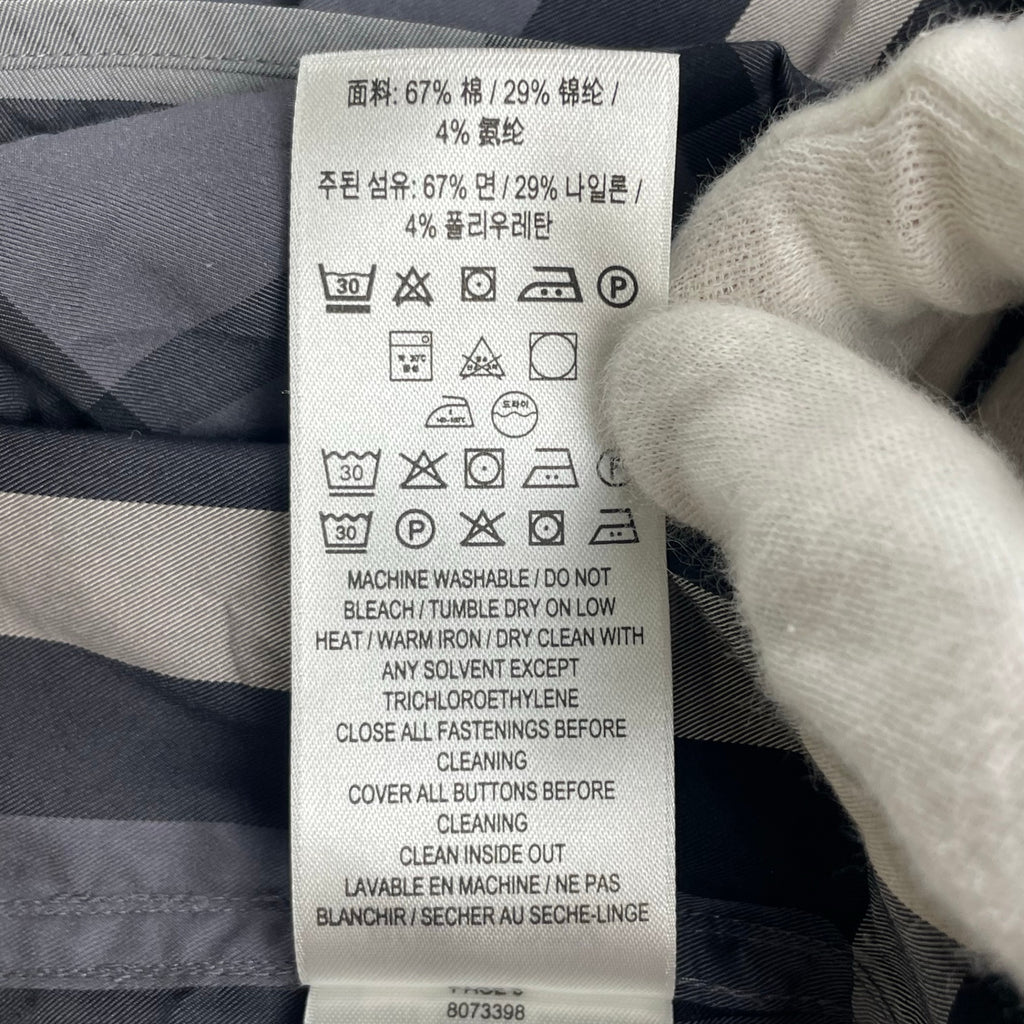 面料: 67% 棉 / 29% 锦纶 /
4% 氨纶
주된 섬유: 67% 면 / 29% 나일론 /
4% 폴리우레탄
30 P
드라이
30
30 P
MACHINE WASHABLE / DO NOT
BLEACH / TUMBLE DRY ON LOW
HEAT / WARM IRON / DRY CLEAN WITH
ANY SOLVENT EXCEPT
TRICHLOROETHYLENE
CLOSE ALL FASTENINGS BEFORE
CLEANING
COVER ALL BUTTONS BEFORE
CLEANING
CLEAN INSIDE OUT
LAVABLE EN MACHINE / NE PAS
BLANCHIR / SECHER AU SECHE-LINGE
8073398